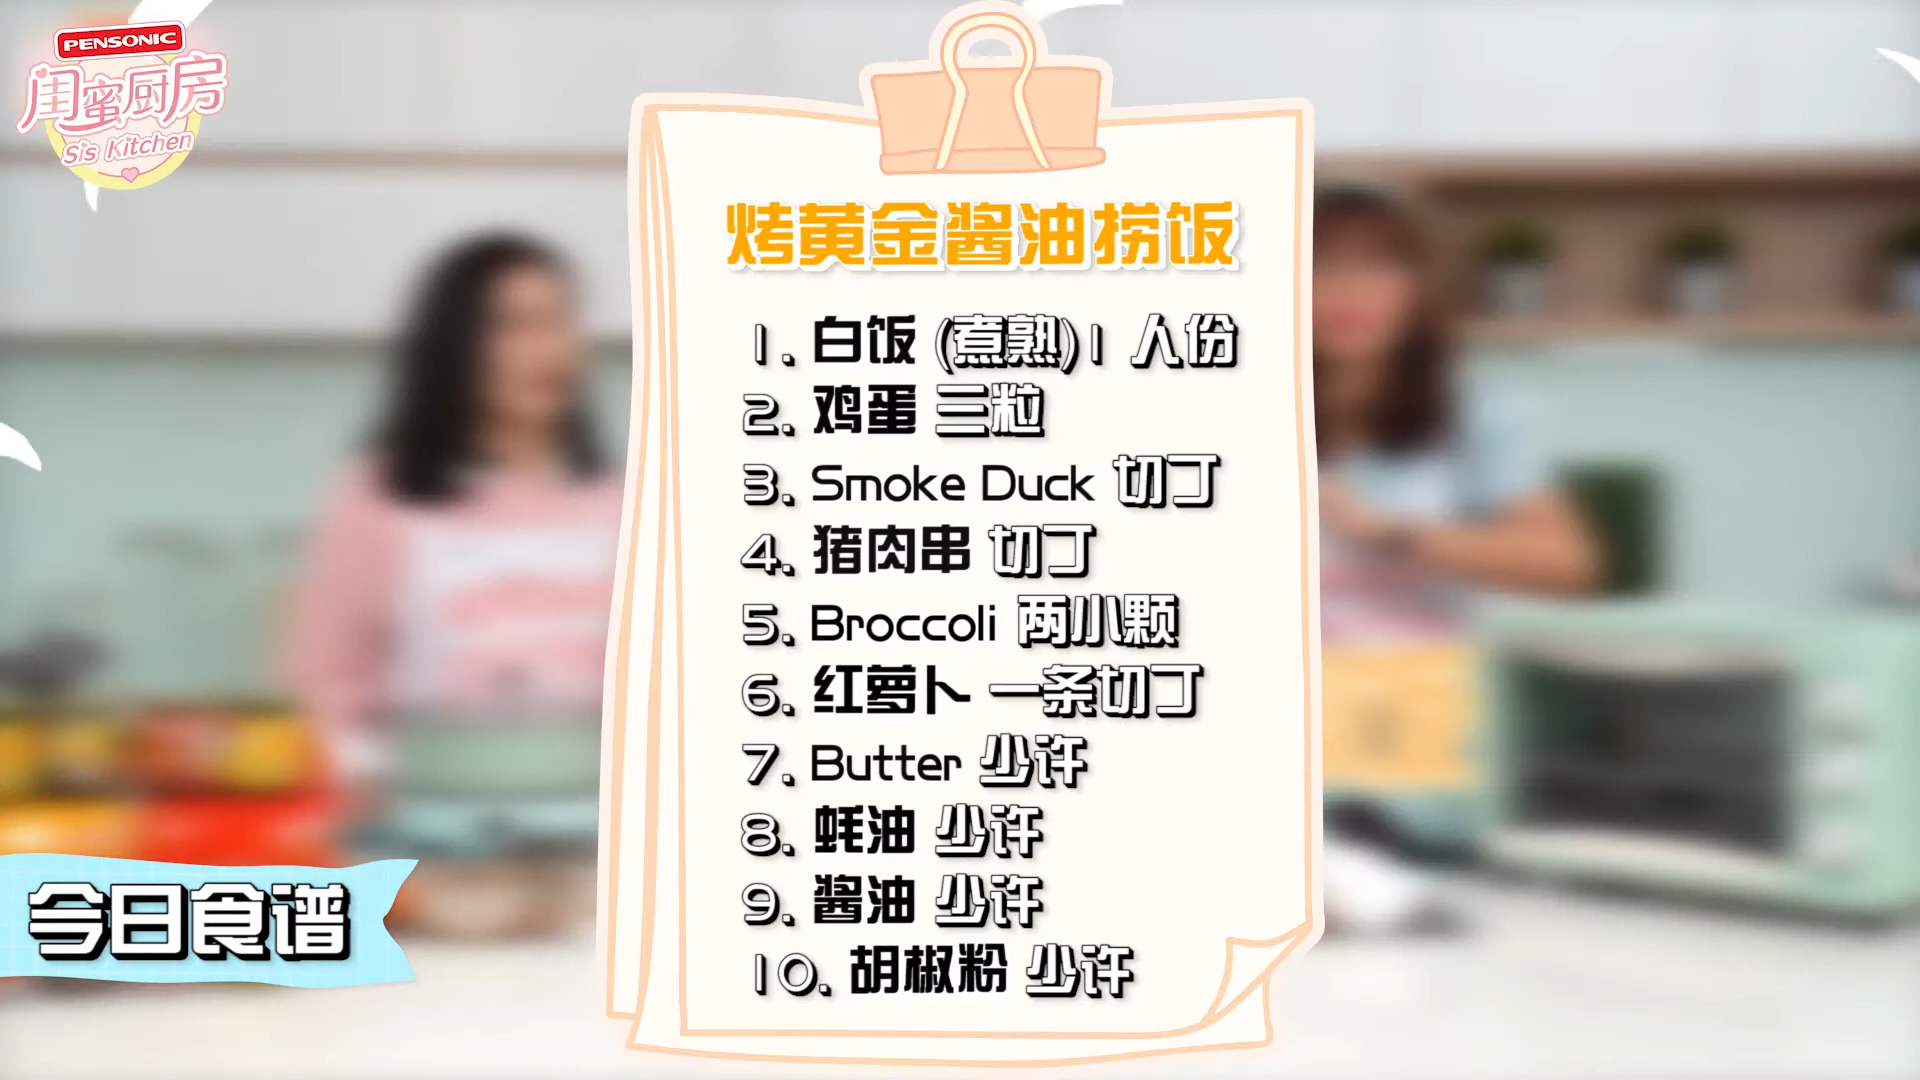 PENSONIC
闺蜜厨房
Sis Kitchen
烤黄金酱油捞饭
1. 白饭 (煮熟) 1 人份
2. 鸡蛋 三粒
3. Smoke Duck 切丁
4. 猪肉串 切丁
5. Broccoli 两小颗
6. 红萝卜 一条切丁
7. Butter 少许
8. 蚝油 少许
9. 酱油 少许
10. 胡椒粉 少许
今日食谱